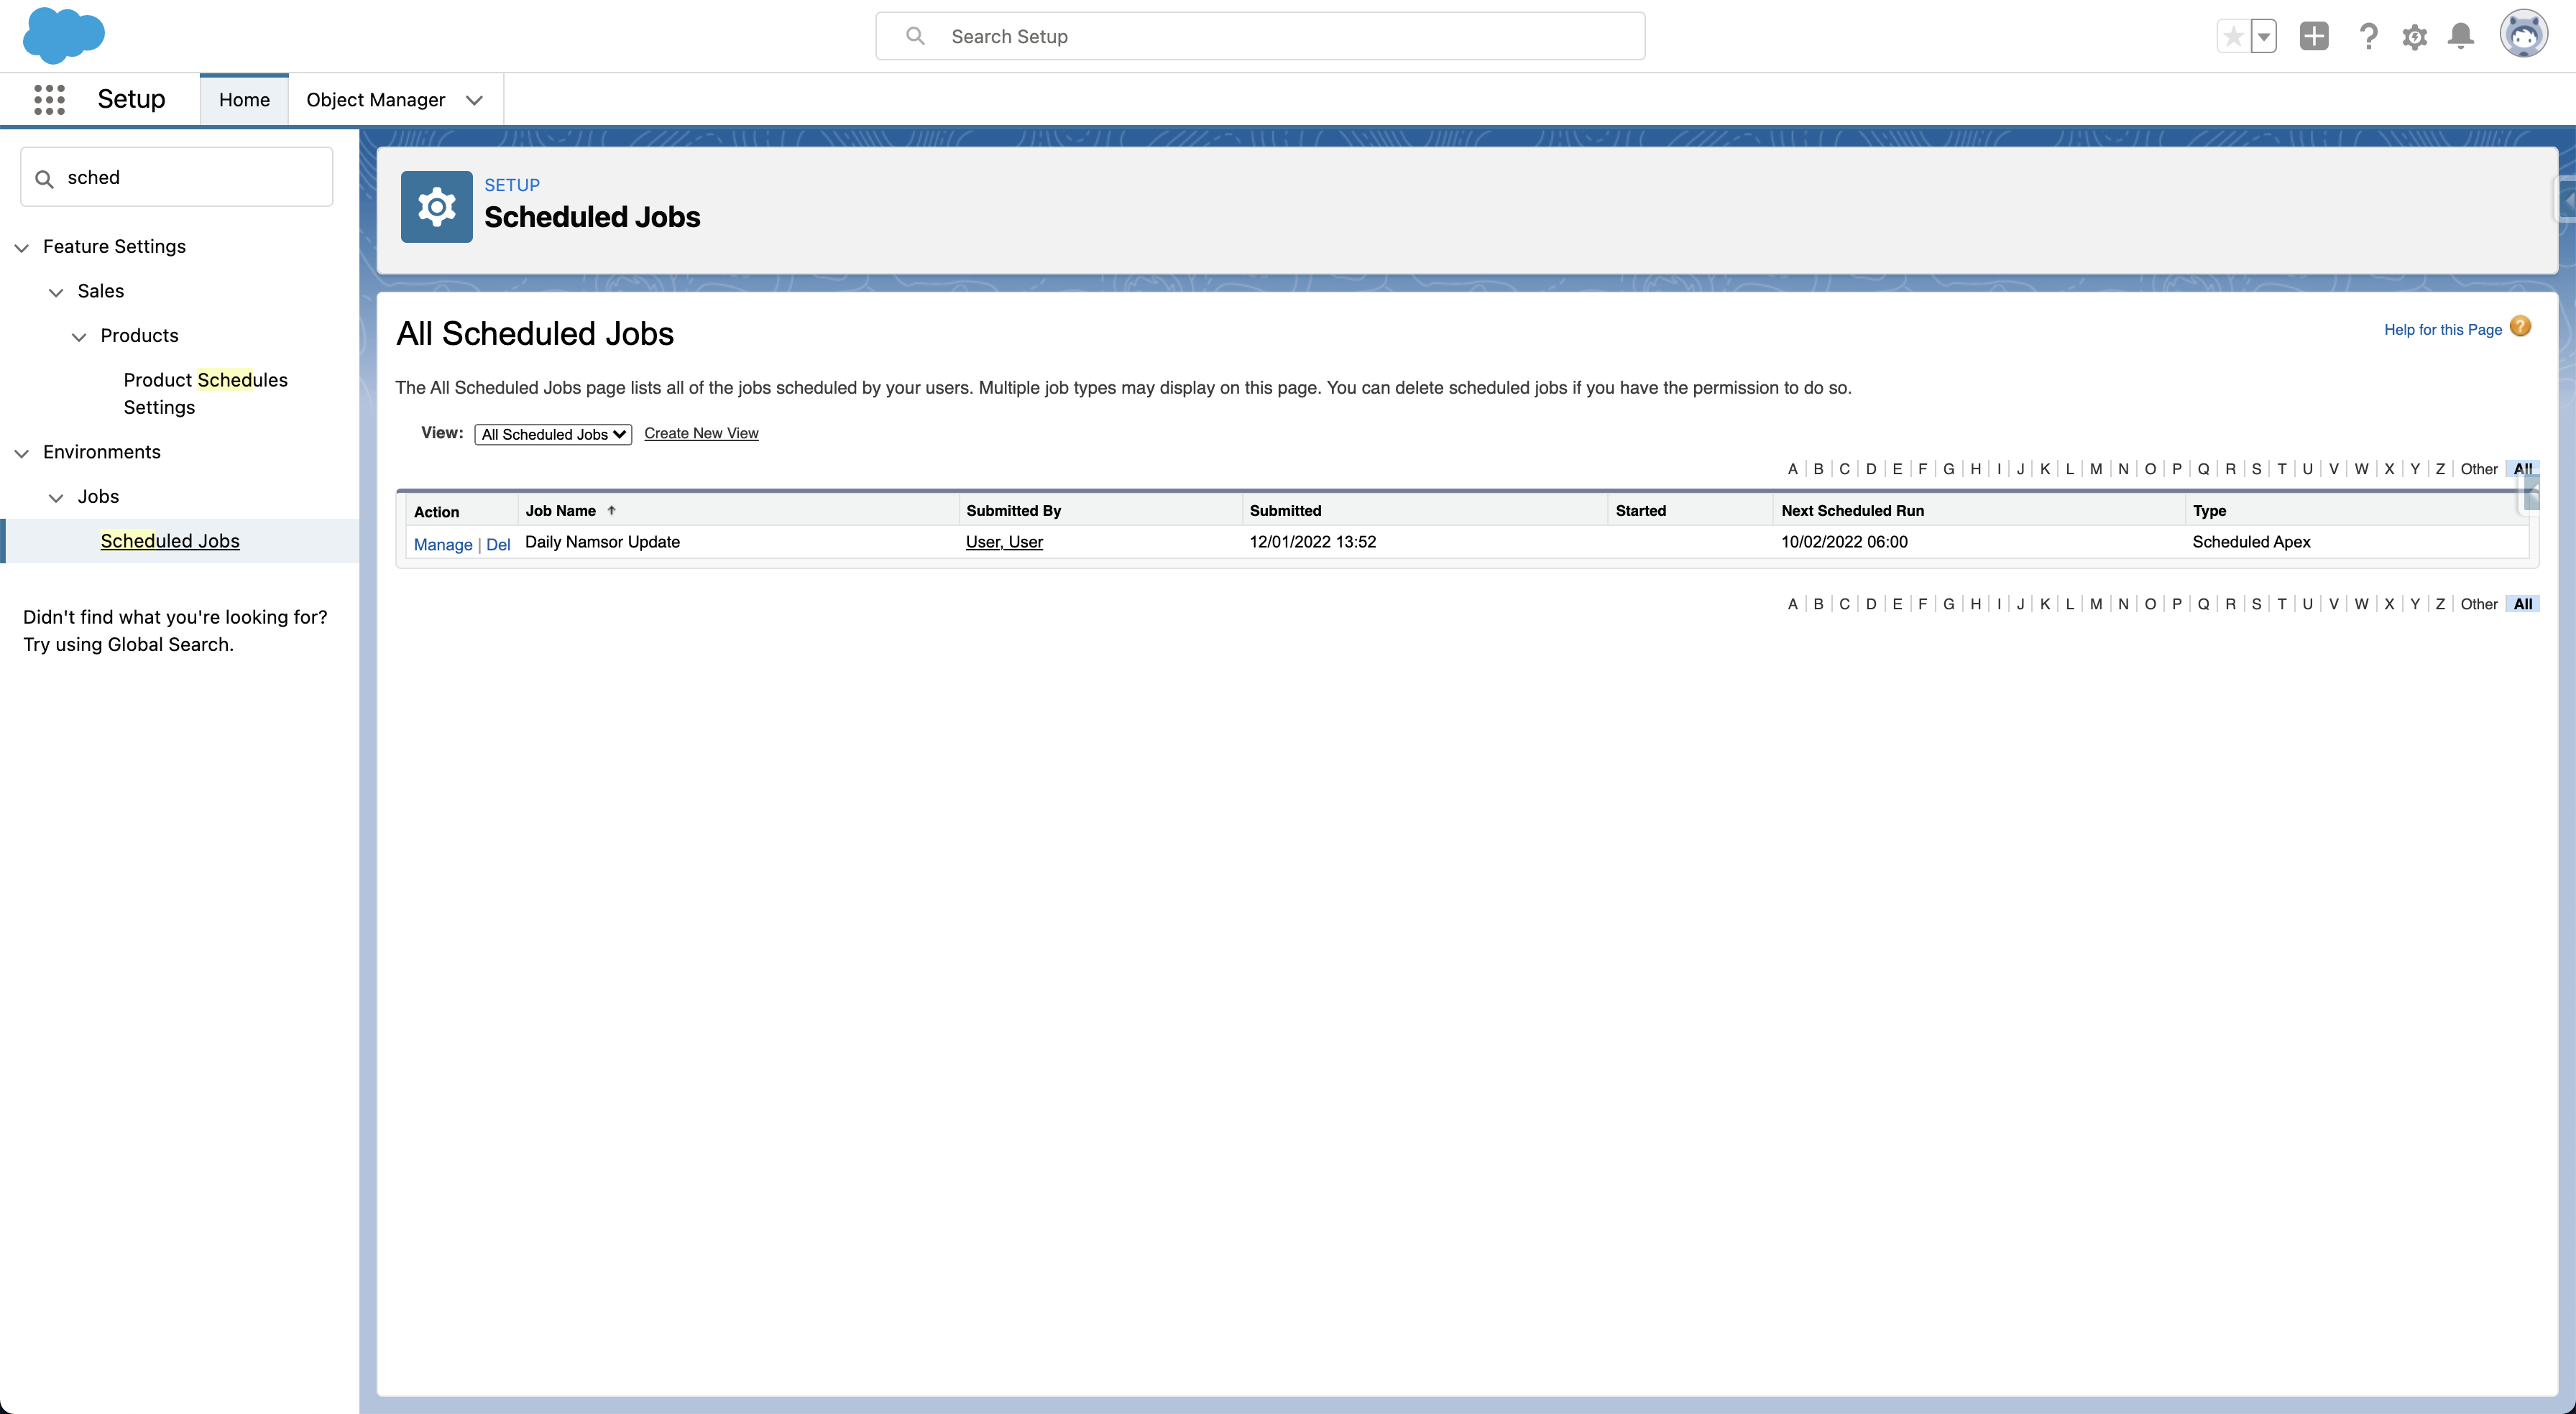 Search Setup
Setup
Home
Object Manager
sched
Feature Settings
Sales
Products
Product Schedules
Settings
Environments
Jobs
Scheduled Jobs
Didn't find what you're looking for?
Try using Global Search.
SETUP
Scheduled Jobs
All Scheduled Jobs
Help for this Page ?
The All Scheduled Jobs page lists all of the jobs scheduled by your users. Multiple job types may display on this page. You can delete scheduled jobs if you have the permission to do so.
View: All Scheduled Jobs Create New View
A | B | C | D | E | F | G | H | I | J | K | L | M | N | O | P | Q | R | S | T | U | V | W | X | Y | Z | Other All
Action Job Name Submitted By Submitted Started Next Scheduled Run Type
Manage | Del Daily Namsor Update User, User 12/01/2022 13:52 10/02/2022 06:00 Scheduled Apex
A | B | C | D | E | F | G | H | I | J | K | L | M | N | O | P | Q | R | S | T | U | V | W | X | Y | Z | Other All